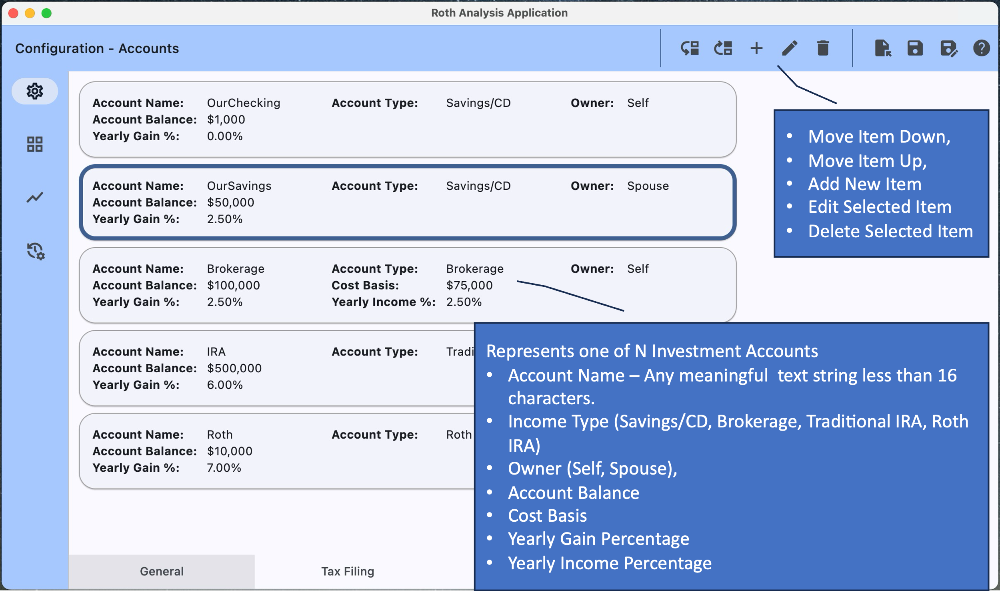 Roth Analysis Application
Configuration - Accounts
Account Name: OurChecking Account Type: Savings/CD Owner: Self
Account Balance: $1,000
Yearly Gain %: 0.00%
Account Name: OurSavings Account Type: Savings/CD Owner: Spouse
Account Balance: $50,000
Yearly Gain %: 2.50%
Account Name: Brokerage Account Type: Brokerage Owner: Self
Account Balance: $100,000 Cost Basis: $75,000
Yearly Gain %: 2.50% Yearly Income %: 2.50%
Account Name: IRA Account Type: Tradi
Account Balance: $500,000
Yearly Gain %: 6.00%
Account Name: Roth Account Type: Roth
Account Balance: $10,000
Yearly Gain %: 7.00%
• Move Item Down,
• Move Item Up,
• Add New Item
• Edit Selected Item
• Delete Selected Item
Represents one of N Investment Accounts
• Account Name – Any meaningful text string less than 16
characters.
• Income Type (Savings/CD, Brokerage, Traditional IRA, Roth
IRA)
• Owner (Self, Spouse),
• Account Balance
• Cost Basis
• Yearly Gain Percentage
• Yearly Income Percentage
General Tax Filing